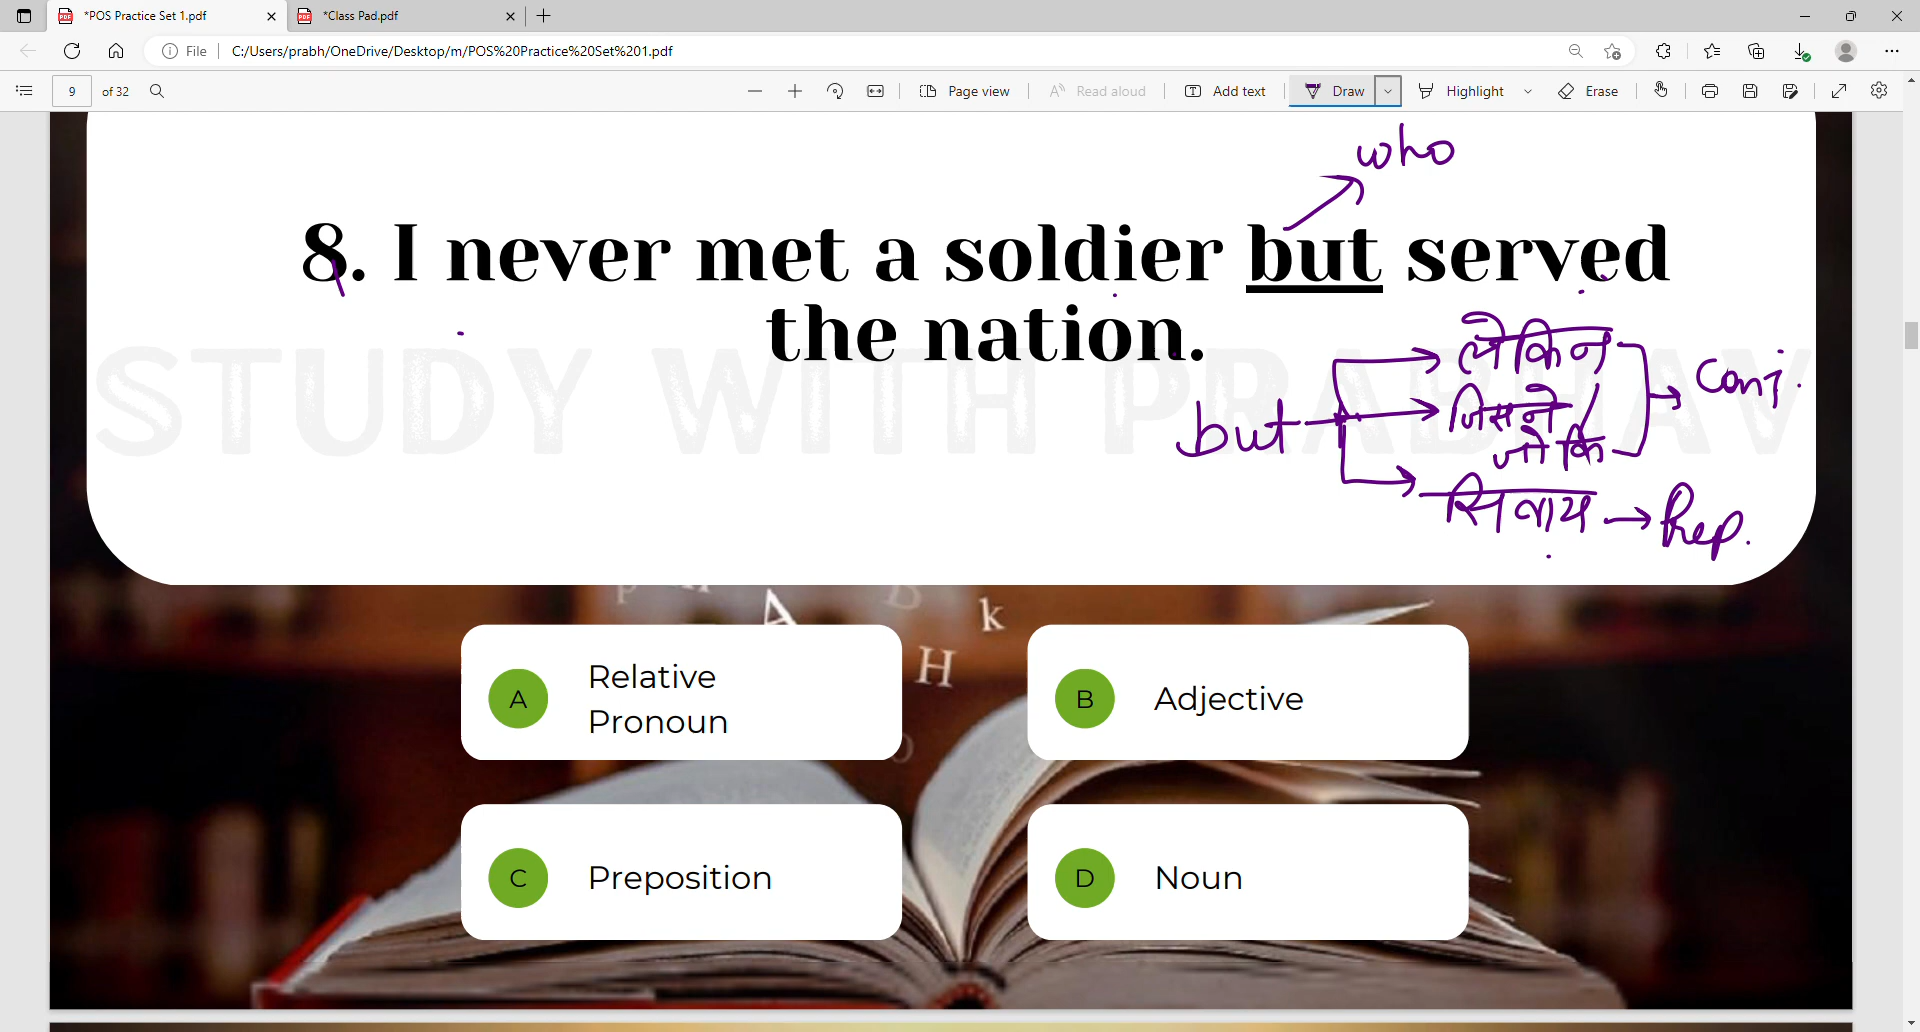 *POS Practice Set 1.pdf
*Class Pad.pdf
File
C:/Users/prabh/OneDrive/Desktop/m/POS%20Practice%20Set%201.pdf
9 of 32
Page view
Read aloud
Add text
Draw
Highlight
Erase
who
8. I never met a soldier but served
the nation.
STUDY WITH PRABHAV
but
लेकिन
जिसने /
जो कि
Conj.
सिवाय
Prep.
A
B
k
H
A Relative
Pronoun
B Adjective
C Preposition
D Noun